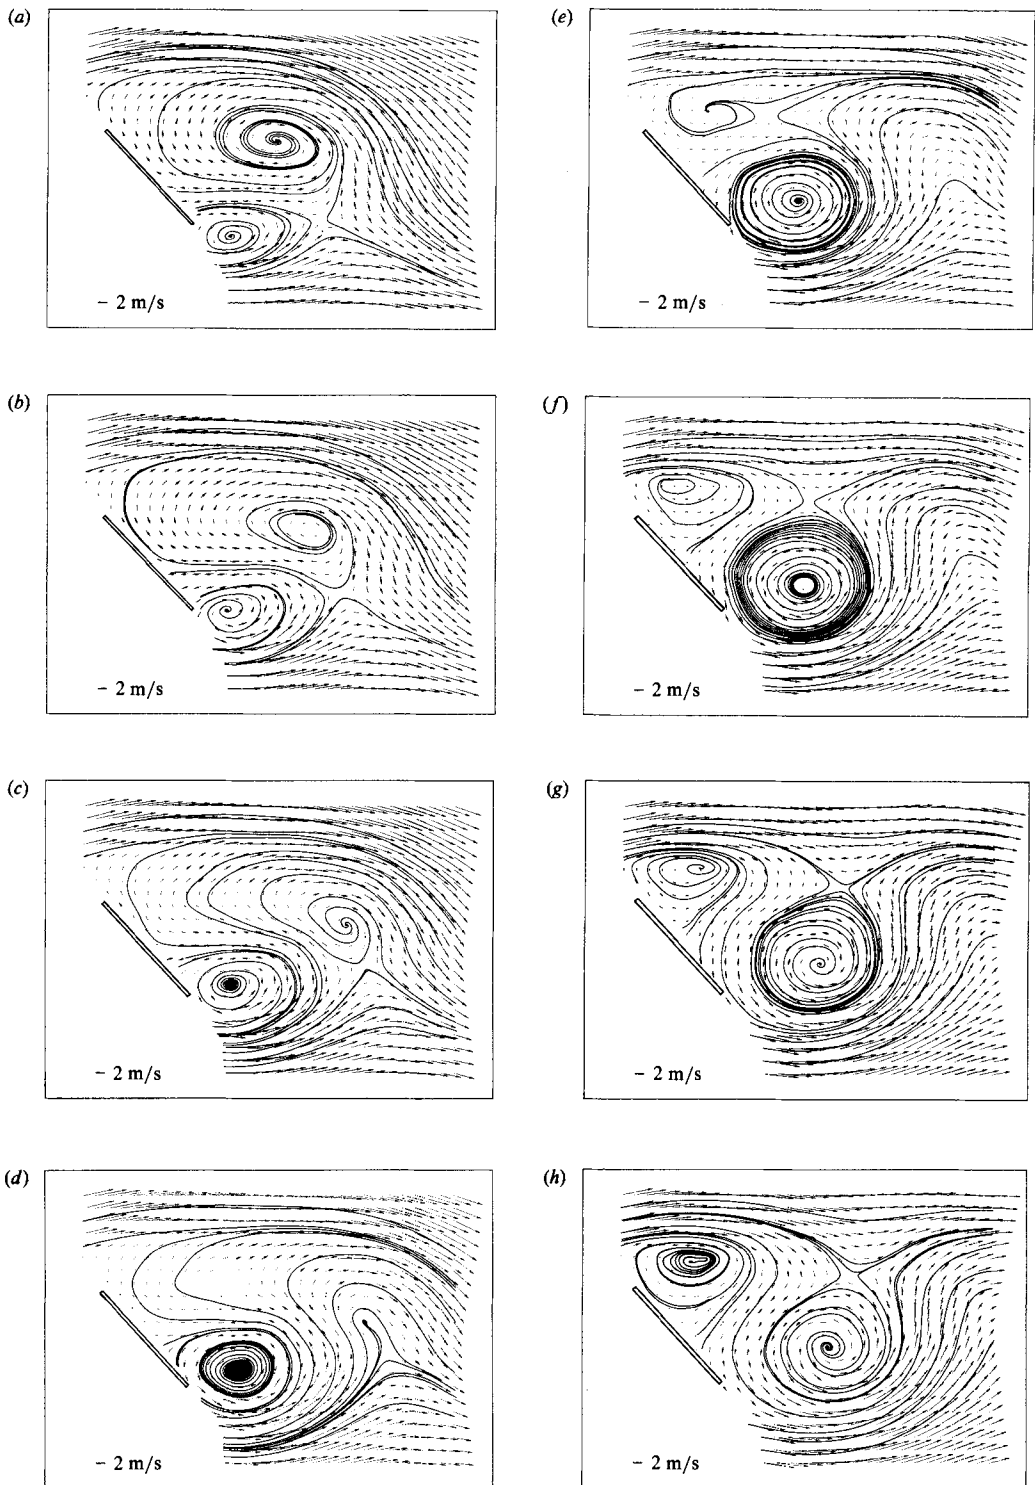 (a)
– 2 m/s
(b)
– 2 m/s
(c)
– 2 m/s
(d)
– 2 m/s
(e)
– 2 m/s
(f)
– 2 m/s
(g)
– 2 m/s
(h)
– 2 m/s